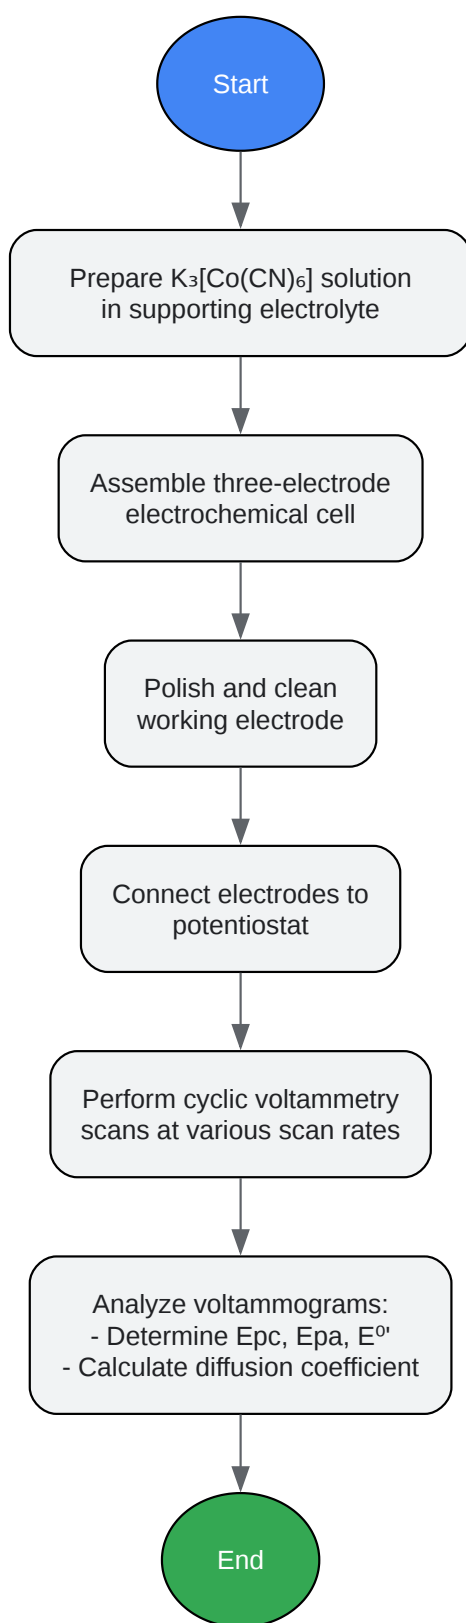 Start
Prepare K₃[Co(CN)₆] solution
in supporting electrolyte
Assemble three-electrode
electrochemical cell
Polish and clean
working electrode
Connect electrodes to
potentiostat
Perform cyclic voltammetry
scans at various scan rates
Analyze voltammograms:
- Determine Epc, Epa, E⁰'
- Calculate diffusion coefficient
End